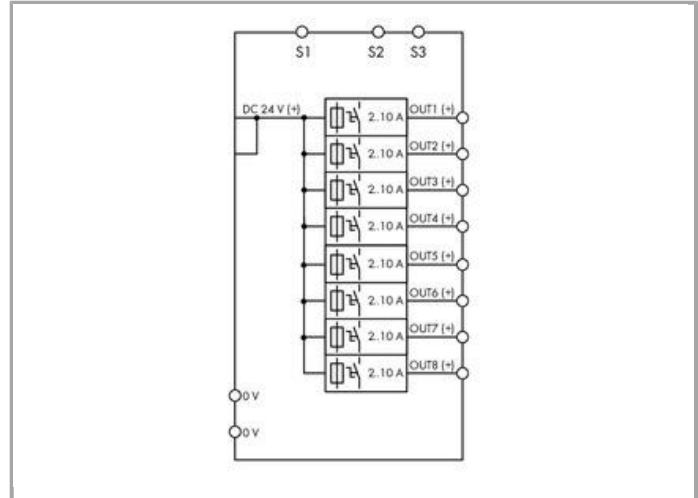 S1 S2 S3
DC 24 V (+)
2.10 A OUT1 (+)
2.10 A OUT2 (+)
2.10 A OUT3 (+)
2.10 A OUT4 (+)
2.10 A OUT5 (+)
2.10 A OUT6 (+)
2.10 A OUT7 (+)
2.10 A OUT8 (+)
0 V
0 V